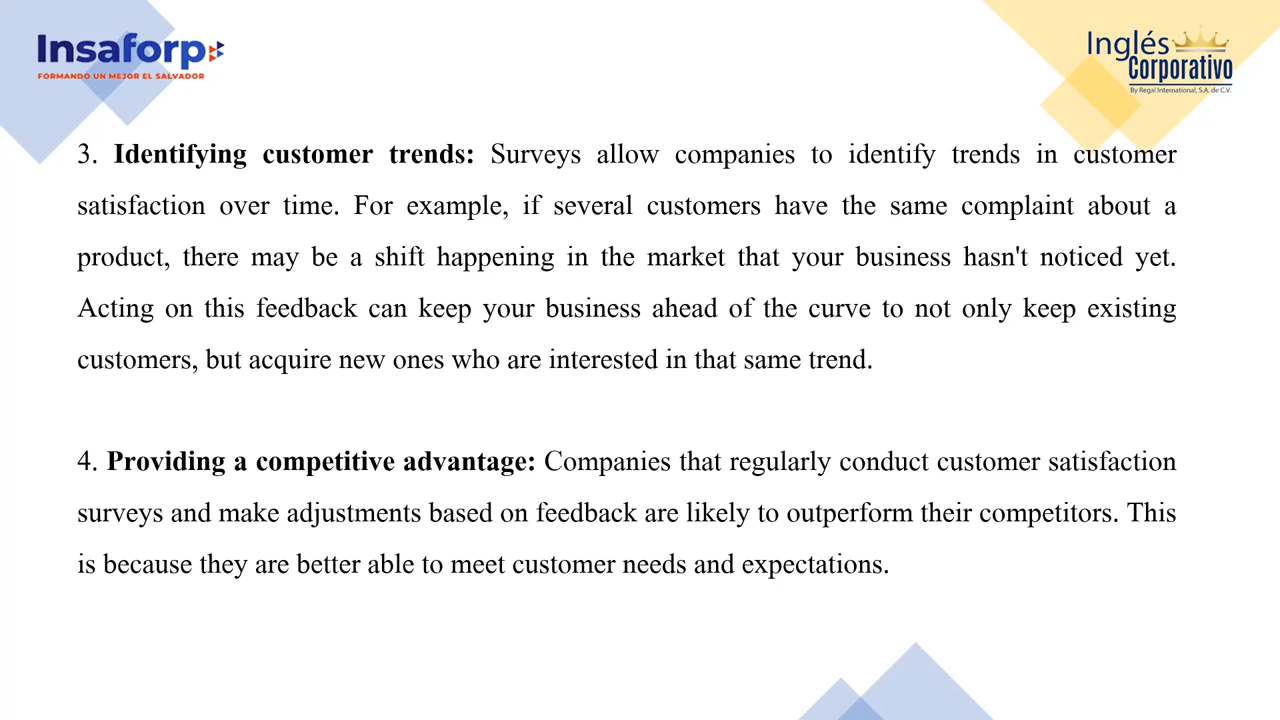 Insaforp
FORMANDO UN MEJOR EL SALVADOR
Inglés
Corporativo
By Regal International, S.A. de C.V.
3. Identifying customer trends: Surveys allow companies to identify trends in customer
satisfaction over time. For example, if several customers have the same complaint about a
product, there may be a shift happening in the market that your business hasn't noticed yet.
Acting on this feedback can keep your business ahead of the curve to not only keep existing
customers, but acquire new ones who are interested in that same trend.
4. Providing a competitive advantage: Companies that regularly conduct customer satisfaction
surveys and make adjustments based on feedback are likely to outperform their competitors. This
is because they are better able to meet customer needs and expectations.